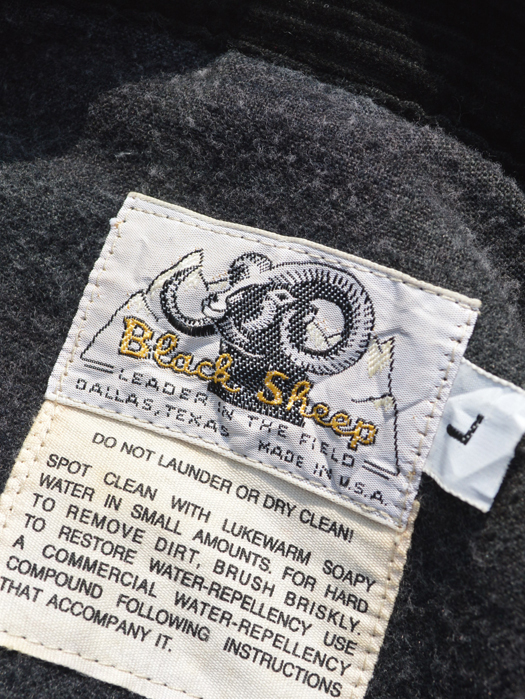 Black Sheep
LEADER IN THE FIELD
DALLAS, TEXAS MADE IN U.S.A.
L
DO NOT LAUNDER OR DRY CLEAN!
SPOT CLEAN WITH LUKEWARM SOAPY
WATER IN SMALL AMOUNTS. FOR HARD
TO REMOVE DIRT, BRUSH BRISKLY.
TO RESTORE WATER-REPELLENCY USE
A COMMERCIAL WATER-REPELLENCY
COMPOUND FOLLOWING INSTRUCTIONS
THAT ACCOMPANY IT.